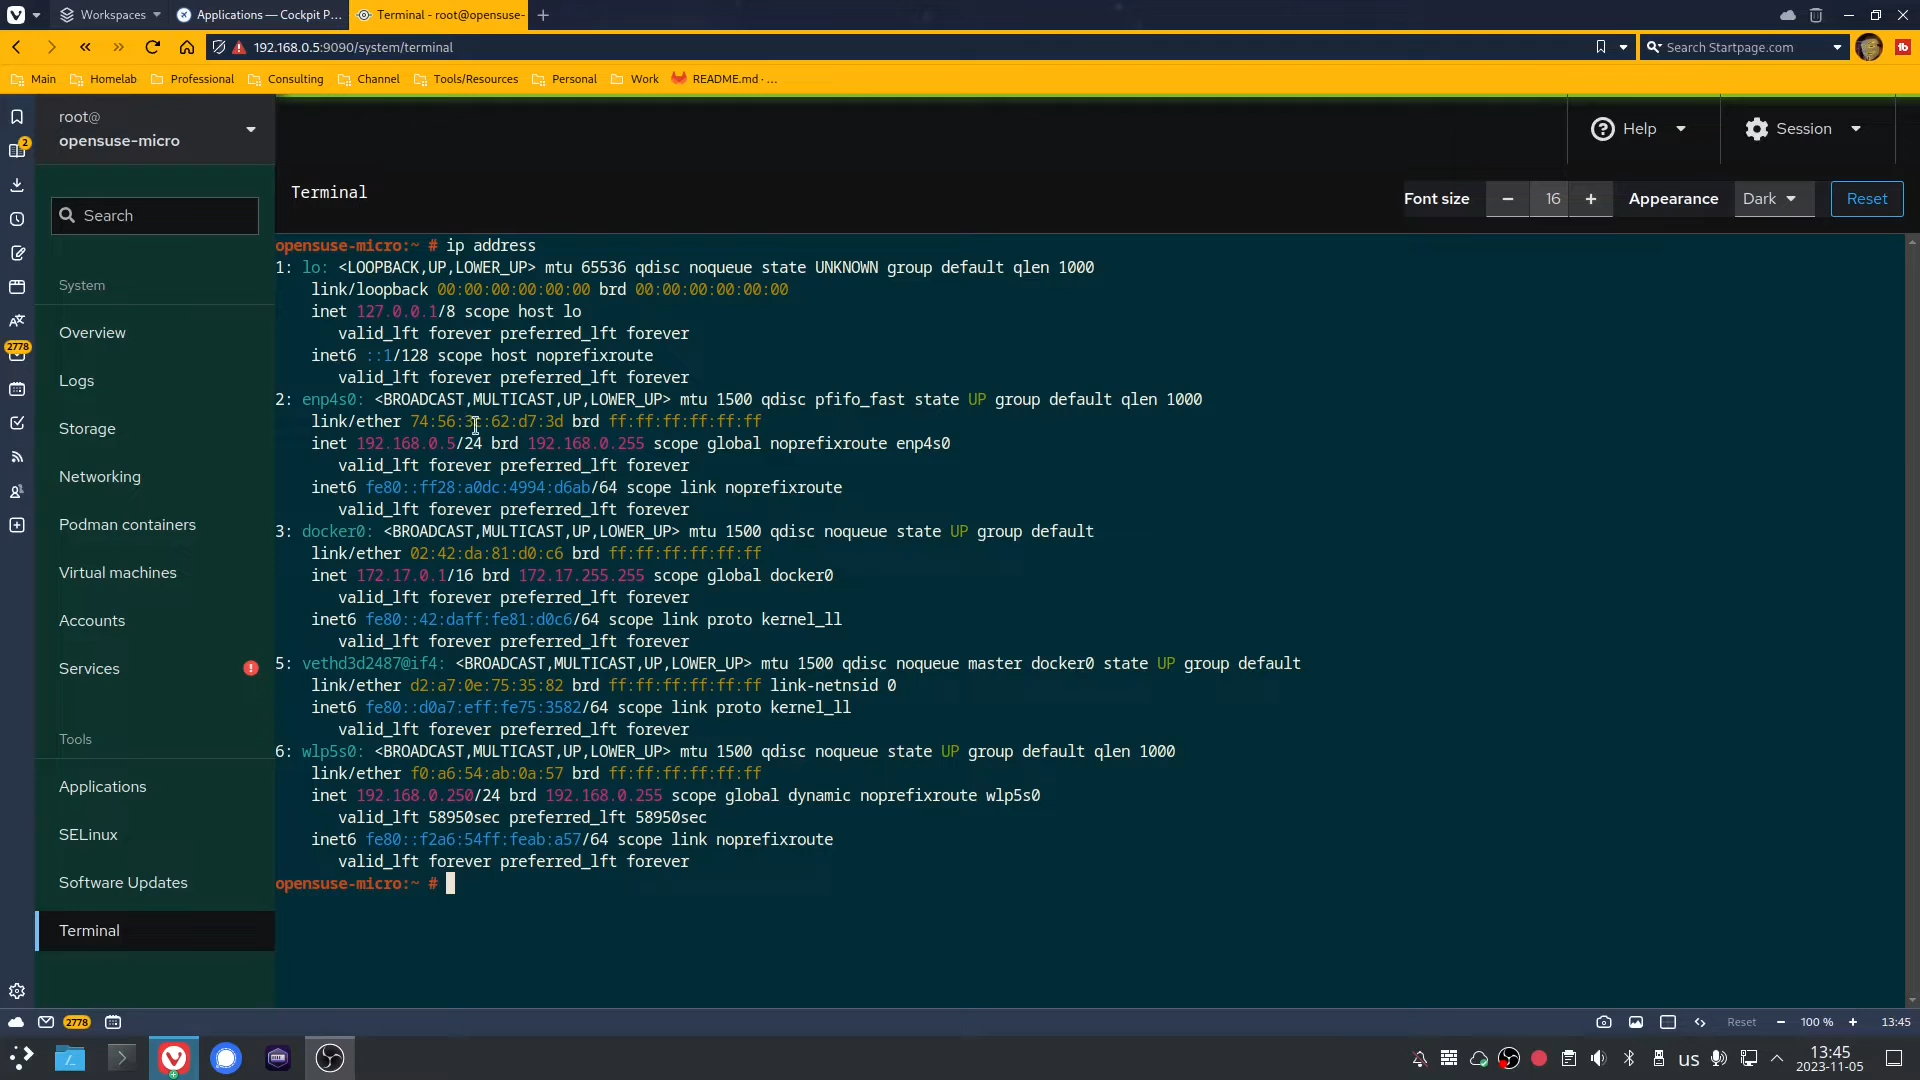 Workspaces
Applications — Cockpit P...
Terminal - root@opensuse-
192.168.0.5:9090/system/terminal
Search Startpage.com
Main
Homelab
Professional
Consulting
Channel
Tools/Resources
Personal
Work
README.md · ...
root@
opensuse-micro
Help
Session
Terminal
Font size
16
Appearance
Dark
Reset
2
2778
Search
System
Overview
Logs
Storage
Networking
Podman containers
Virtual machines
Accounts
Services
Tools
Applications
SELinux
Software Updates
Terminal
opensuse-micro:~ # ip address
1: lo: <LOOPBACK,UP,LOWER_UP> mtu 65536 qdisc noqueue state UNKNOWN group default qlen 1000
link/loopback 00:00:00:00:00:00 brd 00:00:00:00:00:00
inet 127.0.0.1/8 scope host lo
valid_lft forever preferred_lft forever
inet6 ::1/128 scope host noprefixroute
valid_lft forever preferred_lft forever
2: enp4s0: <BROADCAST,MULTICAST,UP,LOWER_UP> mtu 1500 qdisc pfifo_fast state UP group default qlen 1000
link/ether brd ff:ff:ff:ff:ff:ff
inet 192.168.0.5/24 brd 192.168.0.255 scope global noprefixroute enp4s0
valid_lft forever preferred_lft forever
inet6 fe80::ff28:a0dc:4994:d6ab/64 scope link noprefixroute
valid_lft forever preferred_lft forever
3: docker0: <BROADCAST,MULTICAST,UP,LOWER_UP> mtu 1500 qdisc noqueue state UP group default
link/ether 02:42:da:81:d0:c6 brd ff:ff:ff:ff:ff:ff
inet 172.17.0.1/16 brd 172.17.255.255 scope global docker0
valid_lft forever preferred_lft forever
inet6 fe80::42:daff:fe81:d0c6/64 scope link proto kernel_ll
valid_lft forever preferred_lft forever
5: vethd3d2487@if4: <BROADCAST,MULTICAST,UP,LOWER_UP> mtu 1500 qdisc noqueue master docker0 state UP group default
link/ether d2:a7:0e:75:35:82 brd ff:ff:ff:ff:ff:ff link-netnsid 0
inet6 fe80::d0a7:eff:fe75:3582/64 scope link proto kernel_ll
valid_lft forever preferred_lft forever
6: wlp5s0: <BROADCAST,MULTICAST,UP,LOWER_UP> mtu 1500 qdisc noqueue state UP group default qlen 1000
link/ether f0:a6:54:ab:0a:57 brd ff:ff:ff:ff:ff:ff
inet 192.168.0.250/24 brd 192.168.0.255 scope global dynamic noprefixroute wlp5s0
valid_lft 58950sec preferred_lft 58950sec
inet6 fe80::f2a6:54ff:feab:a57/64 scope link noprefixroute
valid_lft forever preferred_lft forever
opensuse-micro:~ #
2778
Reset
100 %
13:45
us
13:45
2023-11-05